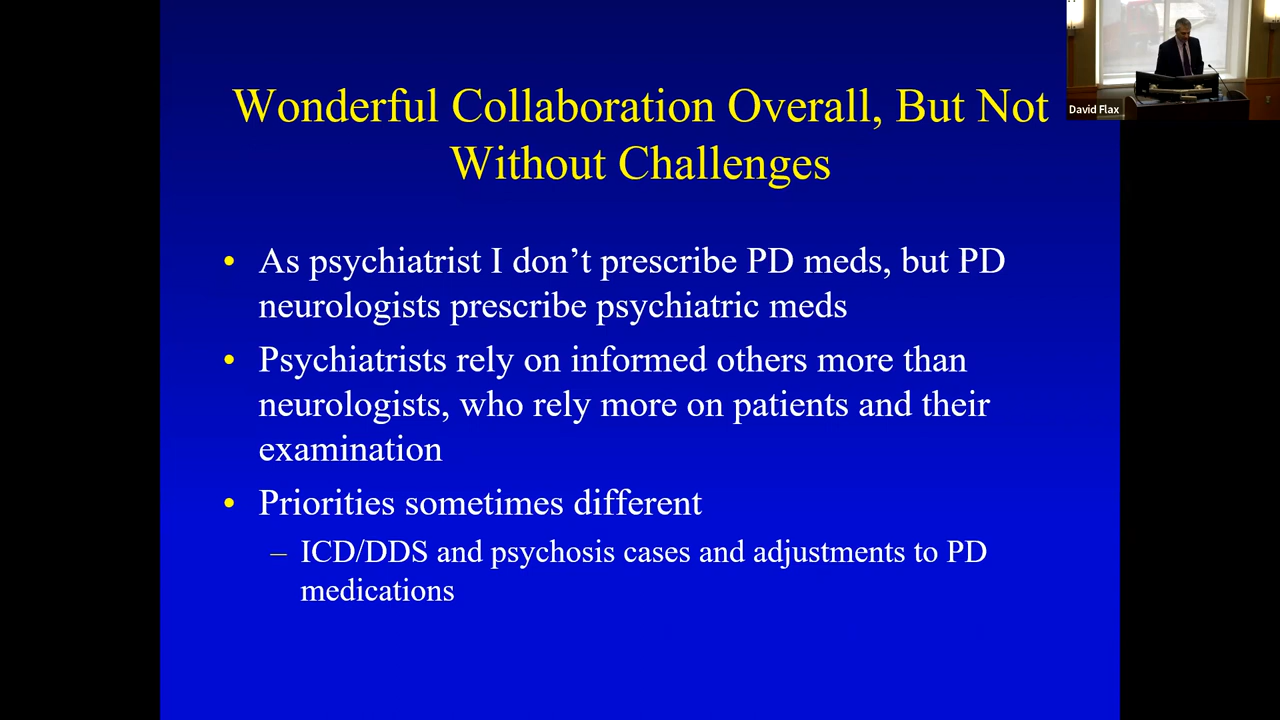 Wonderful Collaboration Overall, But Not
Without Challenges
David Flax
• As psychiatrist I don’t prescribe PD meds, but PD
neurologists prescribe psychiatric meds
• Psychiatrists rely on informed others more than
neurologists, who rely more on patients and their
examination
• Priorities sometimes different
– ICD/DDS and psychosis cases and adjustments to PD
medications